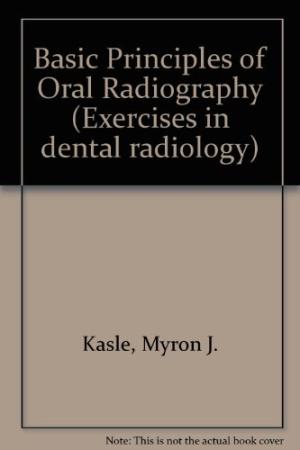 Basic Principles of
Oral Radiography
(Exercises in
dental radiology)
Kasle, Myron J.
Note: This is not the actual book cover